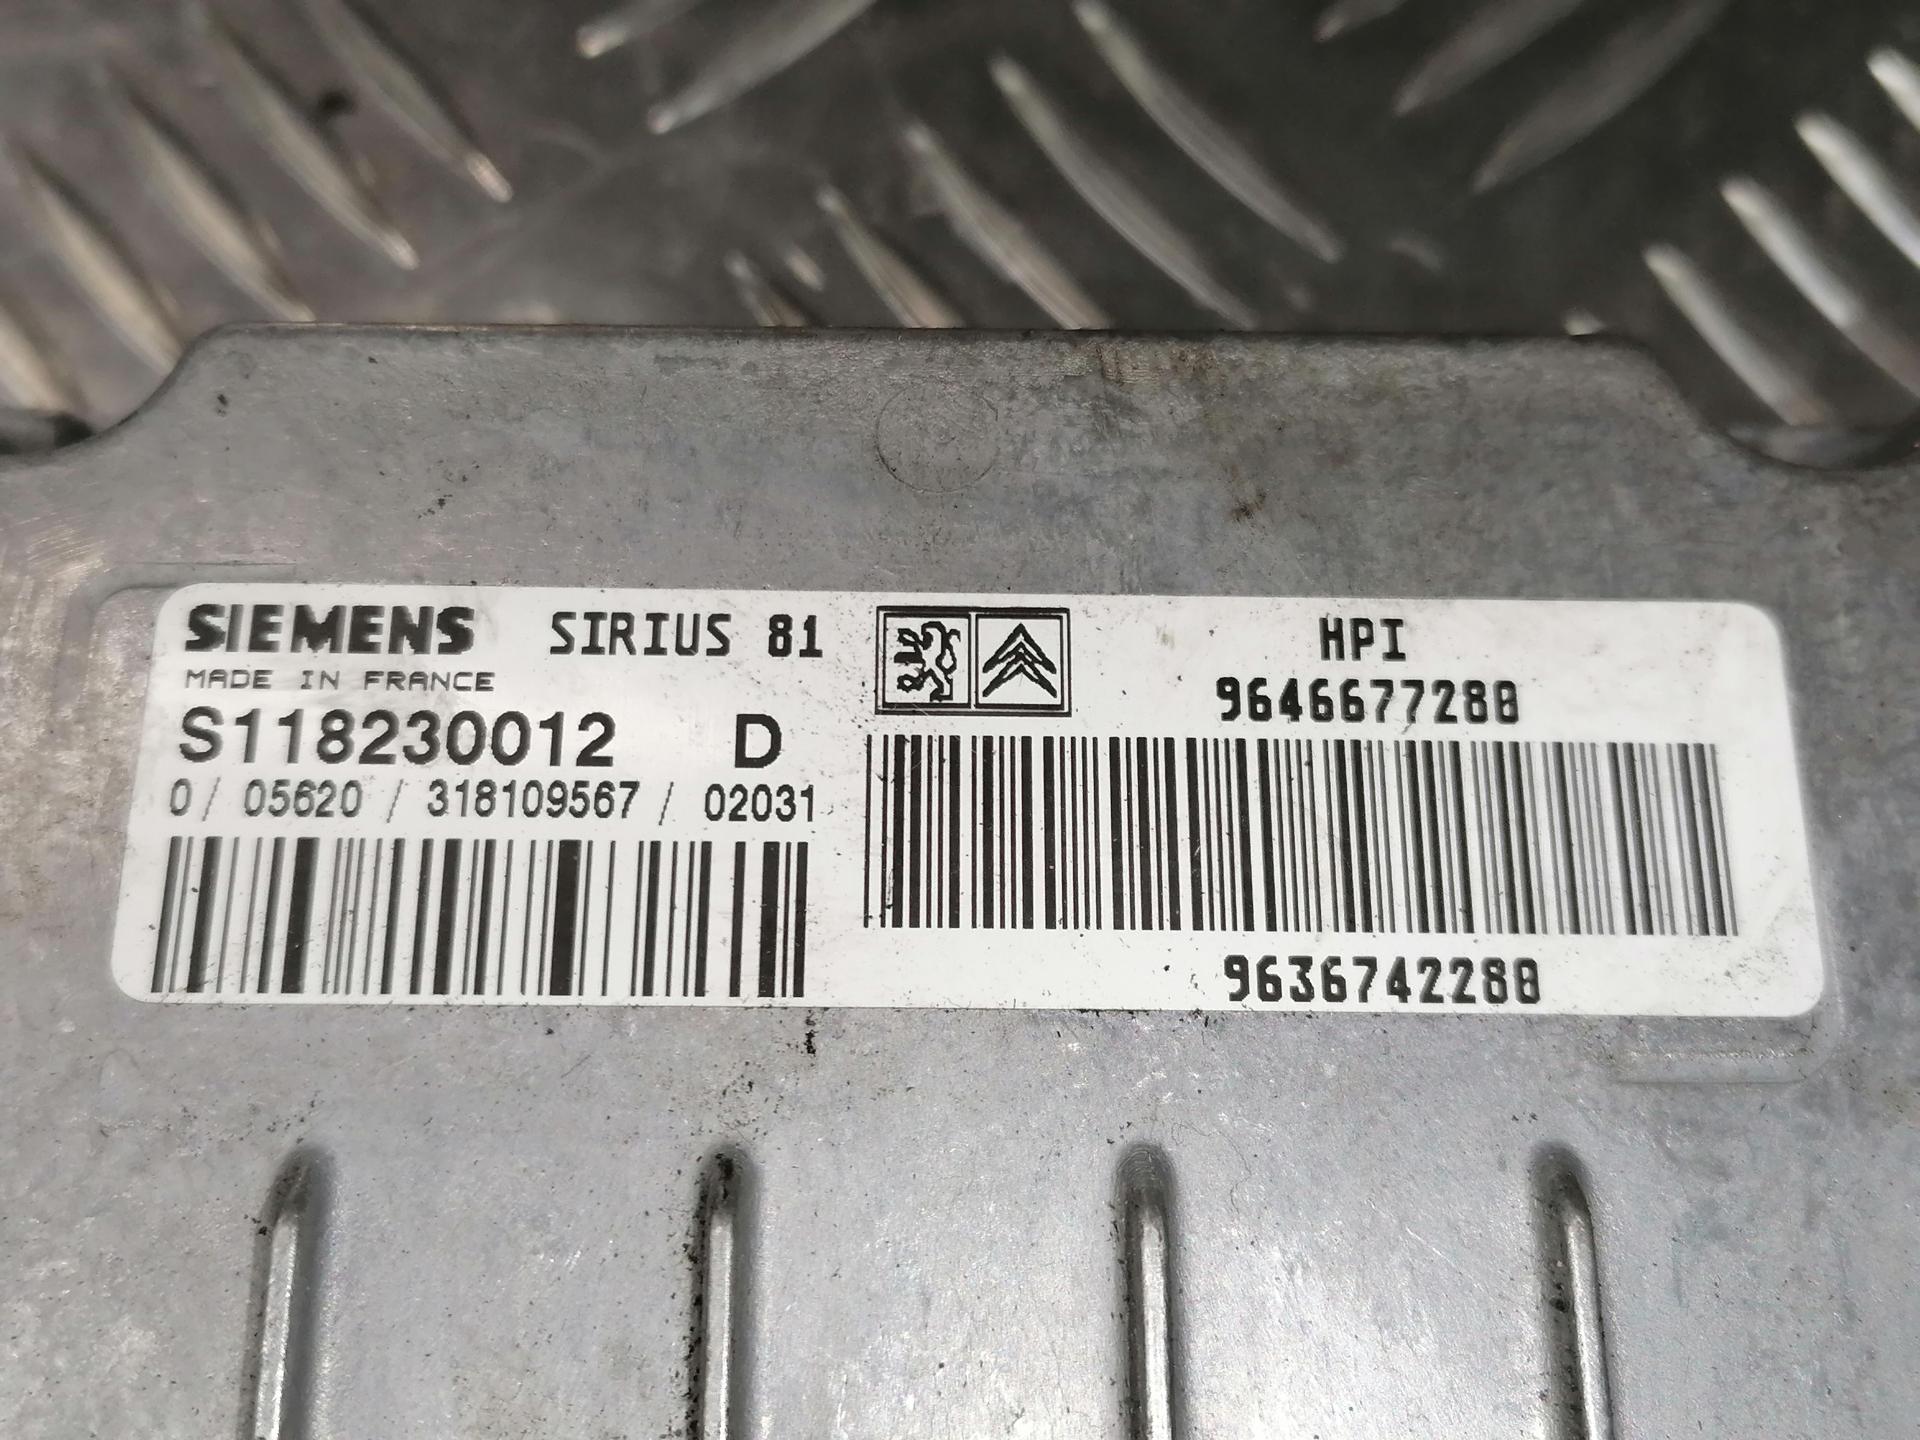 SIEMENS SIRIUS 81
MADE IN FRANCE
S118230012 D
0 / 05620 / 318109567 / 02031
HPI
9646677280
9636742280